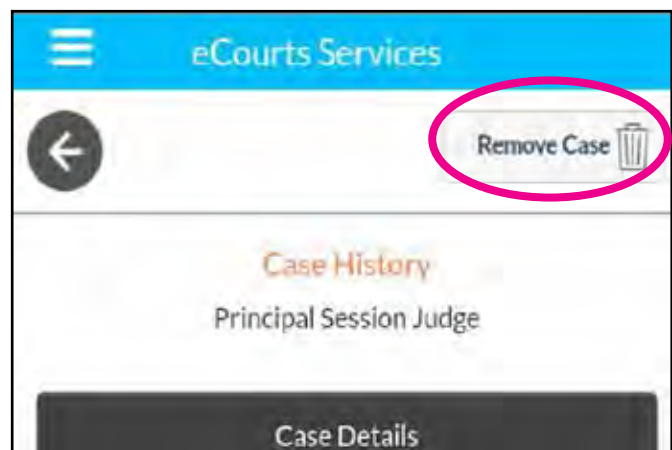 eCourts Services
Remove Case
Case History
Principal Session Judge
Case Details